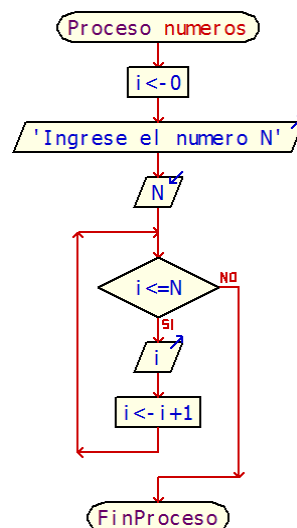 Proceso numeros
i<-0
'Ingrese el numero N'
N
i<=N
NO
SI
i
i<-i+1
FinProceso